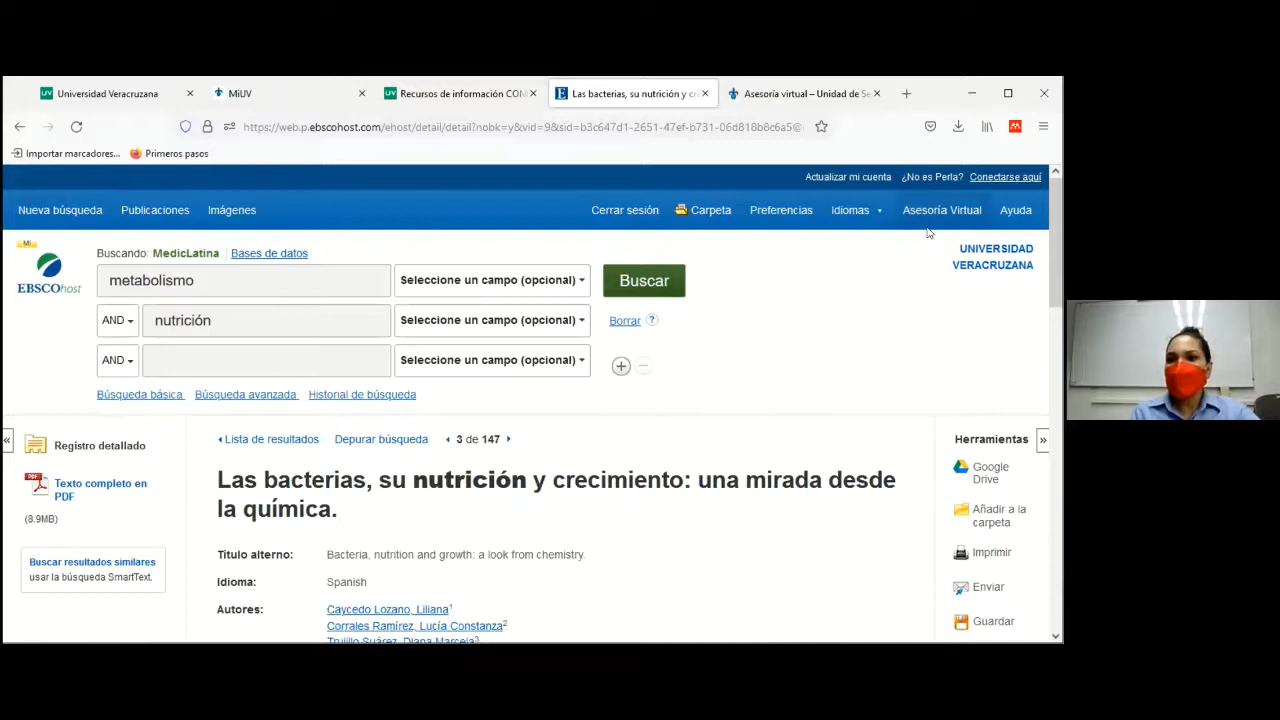 Universidad Veracruzana
MiUV
Recursos de información CON
Las bacterias, su nutrición y cr
Asesoría virtual – Unidad de Se
https://web.p.ebscohost.com/ehost/detail/detail?nobk=y&vid=9&sid=b3c647d1-2651-47ef-b731-06d818b8c6a5@
Importar marcadores...
Primeros pasos
Actualizar mi cuenta
¿No es Perla?
Conectarse aquí
Nueva búsqueda
Publicaciones
Imágenes
Cerrar sesión
Carpeta
Preferencias
Idiomas
Asesoría Virtual
Ayuda
EBSCOhost
Buscando: MedicLatina
Bases de datos
UNIVERSIDAD
VERACRUZANA
metabolismo
Seleccione un campo (opcional)
Buscar
AND
nutrición
Seleccione un campo (opcional)
Borrar
?
AND
Seleccione un campo (opcional)
Búsqueda básica
Búsqueda avanzada
Historial de búsqueda
Registro detallado
Texto completo en
PDF
(8.9MB)
Buscar resultados similares
usar la búsqueda SmartText.
Lista de resultados
Depurar búsqueda
3 de 147
Las bacterias, su nutrición y crecimiento: una mirada desde
la química.
Título alterno:
Bacteria, nutrition and growth: a look from chemistry.
Idioma:
Spanish
Autores:
Caycedo Lozano, Liliana1
Corrales Ramírez, Lucía Constanza2
Trujillo Suárez, Diana Marcela3
Herramientas
Google
Drive
Añadir a la
carpeta
Imprimir
Enviar
Guardar